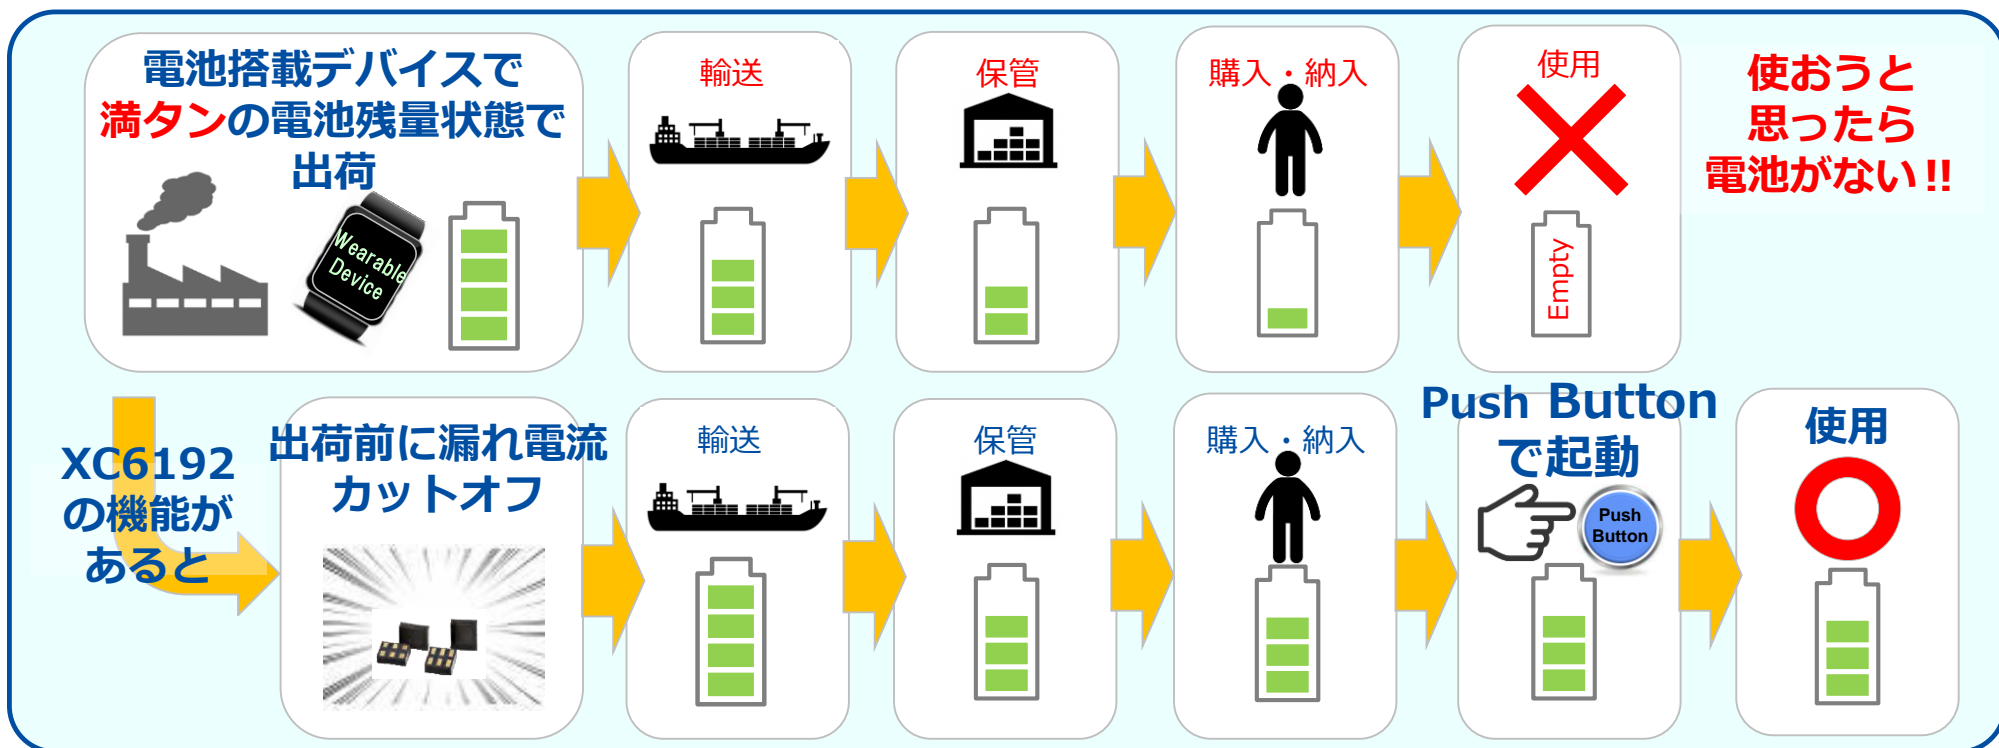 電池搭載デバイスで
満タンの電池残量状態で
出荷
Wearable
Device
輸送
保管
購入・納入
使用
Empty
使おうと
思ったら
電池がない!!
XC6192
の機能が
あると
出荷前に漏れ電流
カットオフ
輸送
保管
購入・納入
Push Button
で起動
Push
Button
使用